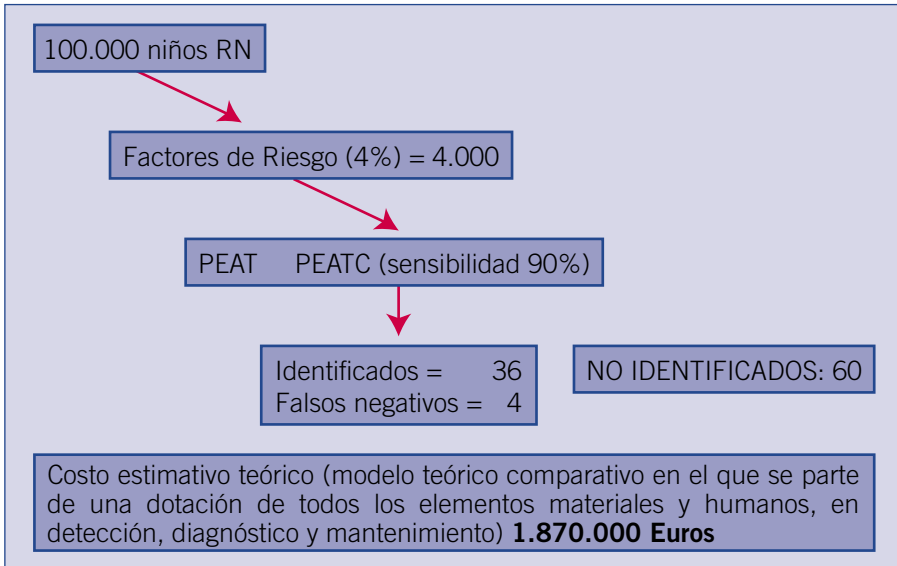 100.000 niños RN
Factores de Riesgo (4%) = 4.000
PEAT PEATC (sensibilidad 90%)
Identificados = 36
Falsos negativos = 4
NO IDENTIFICADOS: 60
Costo estimativo teórico (modelo teórico comparativo en el que se parte
de una dotación de todos los elementos materiales y humanos, en
detección, diagnóstico y mantenimiento) 1.870.000 Euros